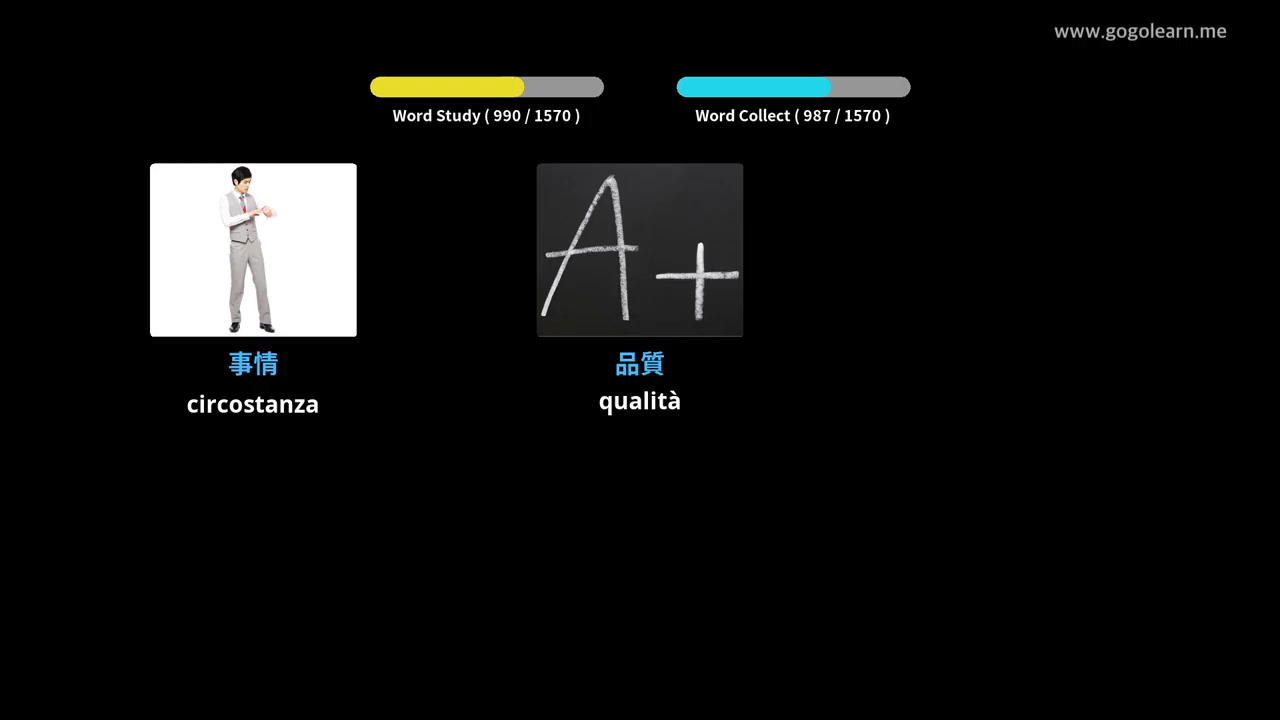 www.gogolearn.me
Word Study ( 990 / 1570 )
Word Collect ( 987 / 1570 )
A+
事情
品質
circostanza
qualità